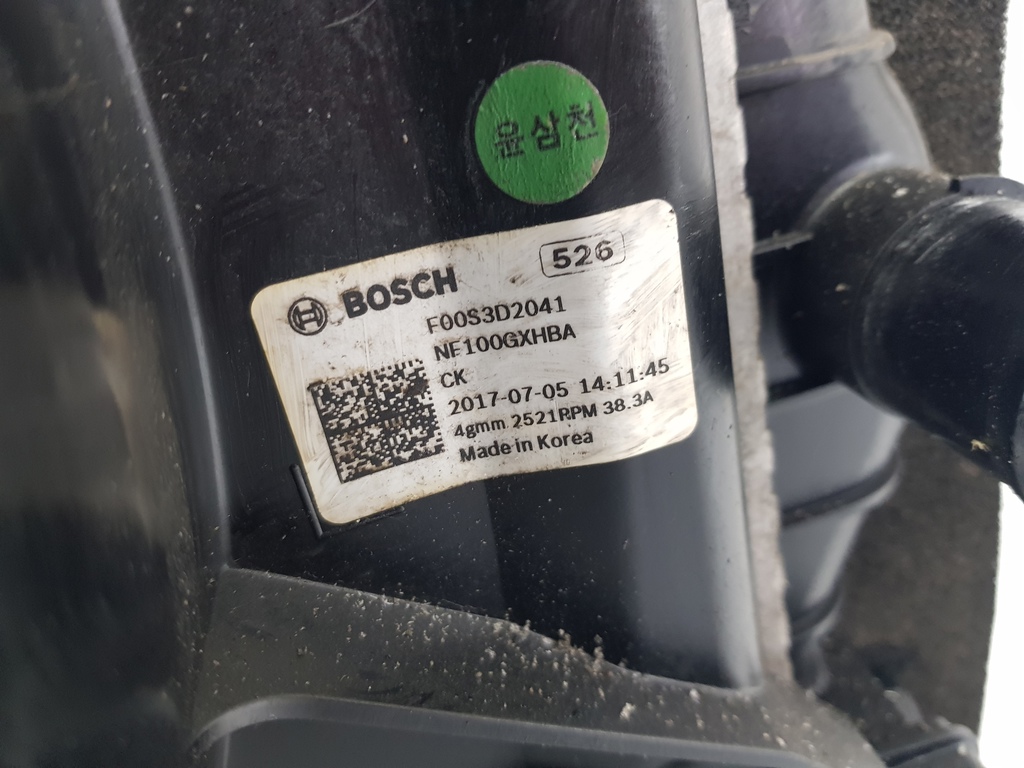 윤삼천
BOSCH
526
F00S3D2041
NF100GXHBA
CK
2017-07-05 14:11:45
4gmm 2521RPM 38.3A
Made in Korea